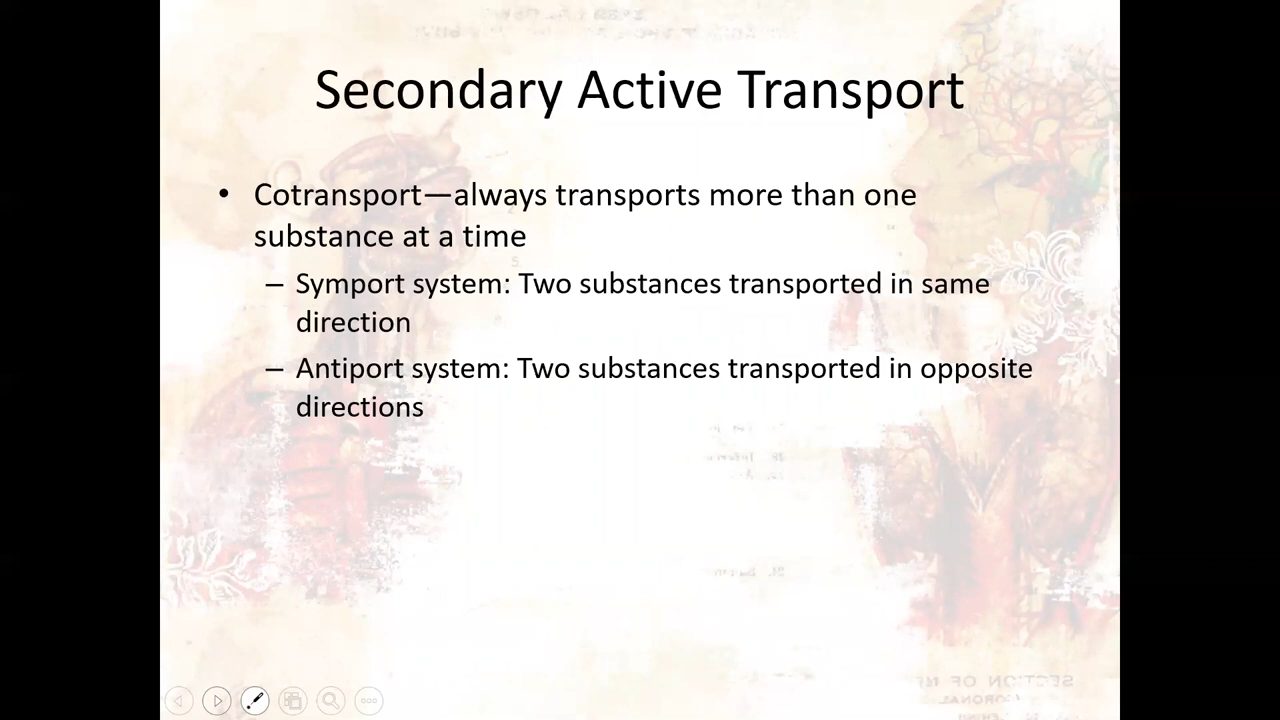 Secondary Active Transport
• Cotransport—always transports more than one
substance at a time
– Symport system: Two substances transported in same
direction
– Antiport system: Two substances transported in opposite
directions